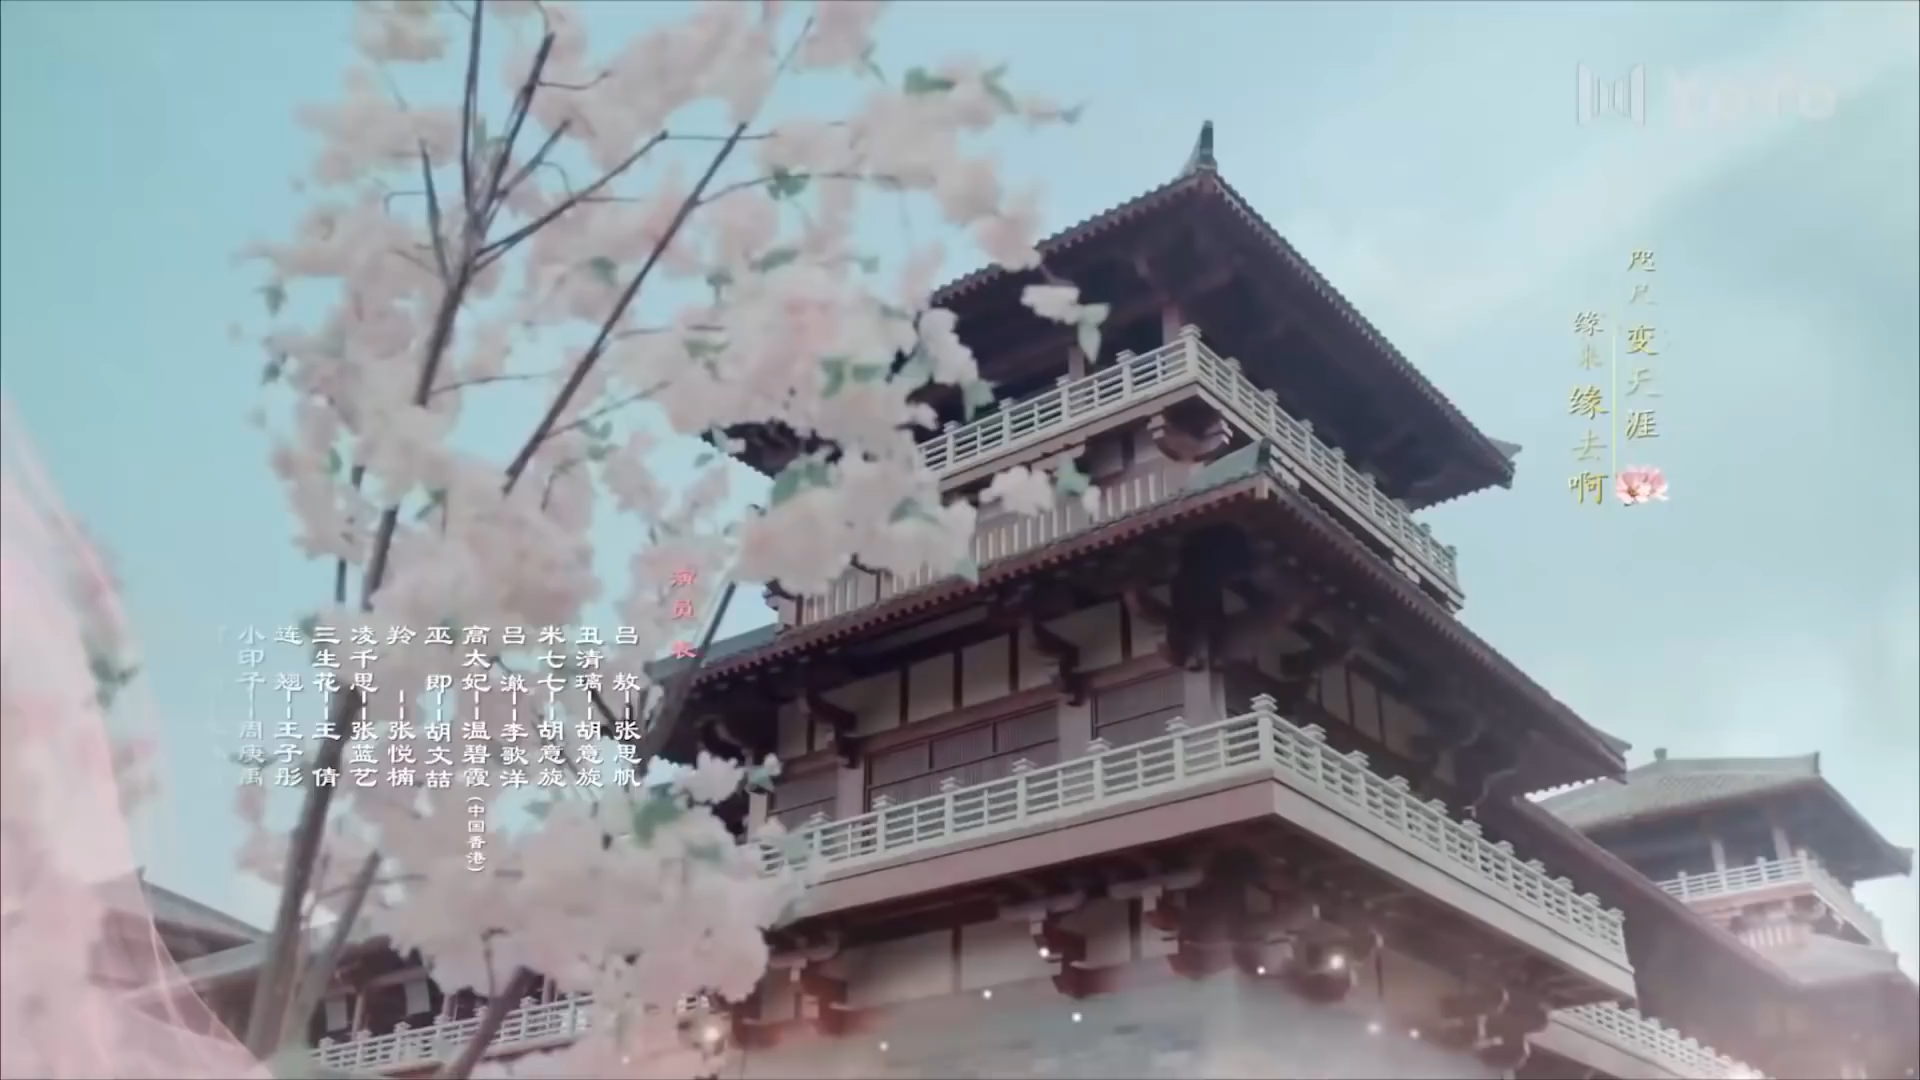 咫尺变天涯
缘来缘去啊
演员表
吕敖——张思帆
丑清璃——胡意旋
米七七——胡意旋
吕澈——李歌洋
高太妃——温碧霞(中国香港)
巫即——胡文喆
羚——张悦楠
凌千思——张蓝艺
三生花——王倩
连翘——王子彤
小印子——周庚禹